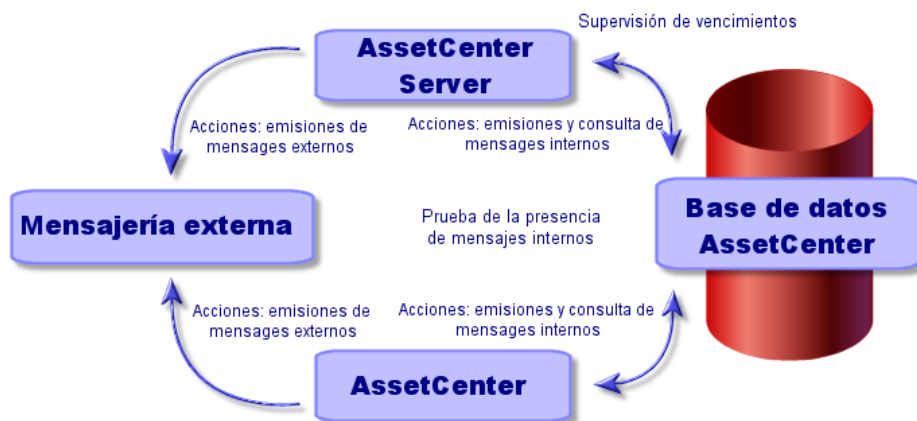 Supervisión de vencimientos
AssetCenter
Server
Acciones: emisiones de
mensages externos
Acciones: emisiones y consulta de
mensages internos
Mensajería externa
Prueba de la presencia
de mensajes internos
Base de datos
AssetCenter
Acciones: emisiones de
mensages externos
Acciones: emisiones y consulta de
mensages internos
AssetCenter